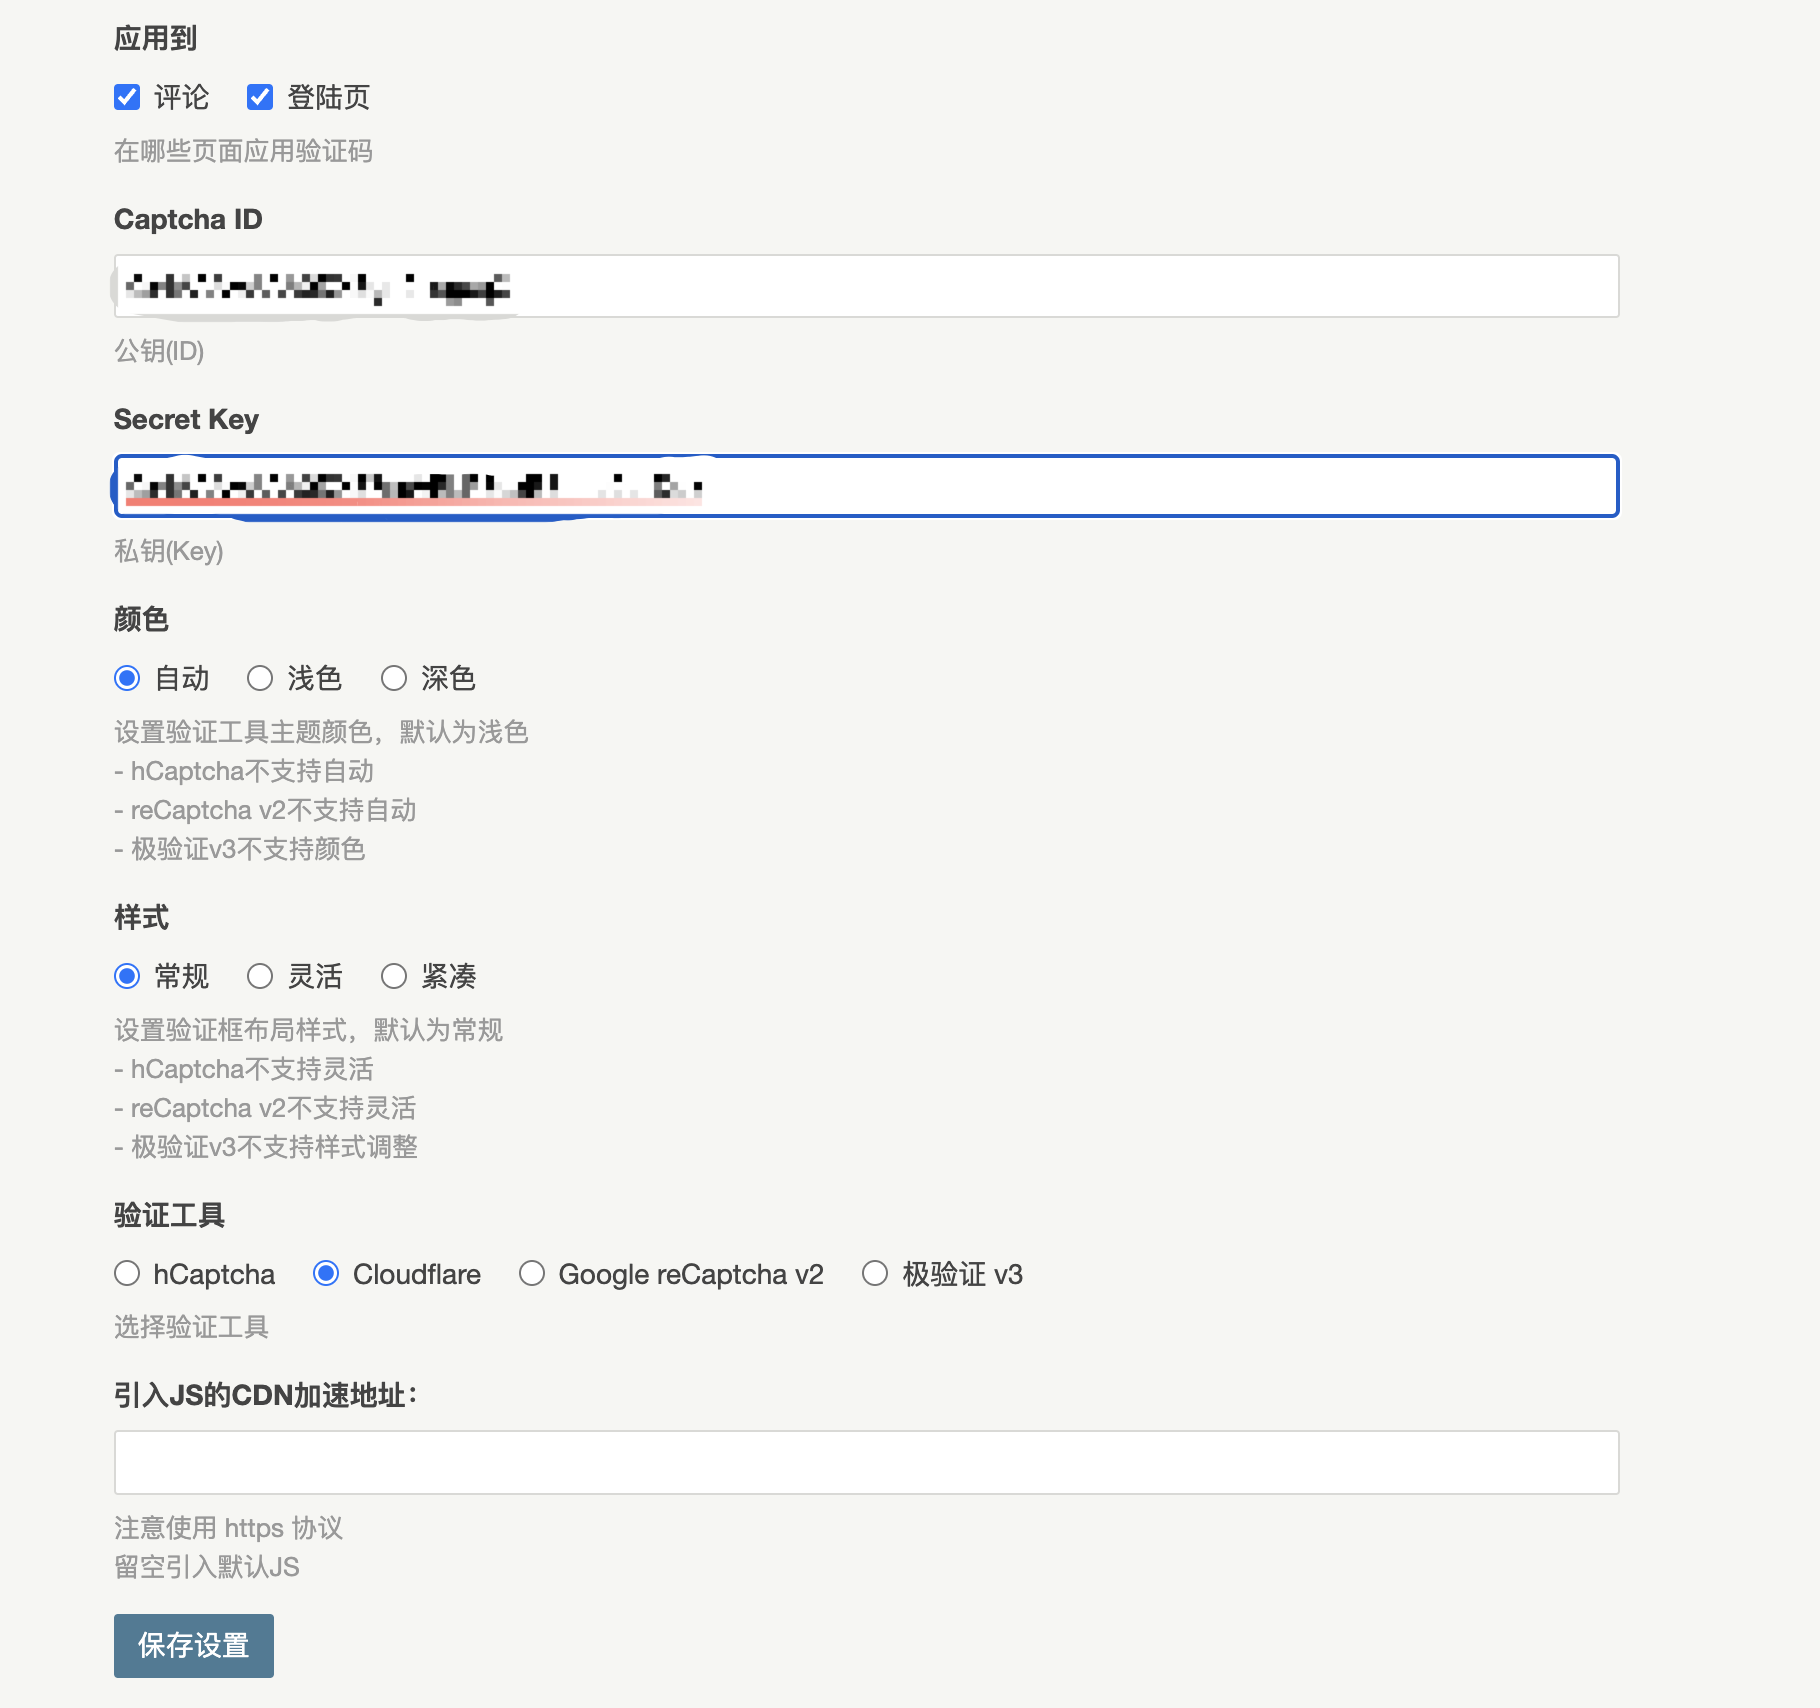 应用到
评论 登陆页
在哪些页面应用验证码
Captcha ID
公钥(ID)
Secret Key
私钥(Key)
颜色
自动 浅色 深色
设置验证工具主题颜色，默认为浅色
- hCaptcha不支持自动
- reCaptcha v2不支持自动
- 极验证v3不支持颜色
样式
常规 灵活 紧凑
设置验证框布局样式，默认为常规
- hCaptcha不支持灵活
- reCaptcha v2不支持灵活
- 极验证v3不支持样式调整
验证工具
hCaptcha Cloudflare Google reCaptcha v2 极验证 v3
选择验证工具
引入JS的CDN加速地址：
注意使用 https 协议
留空引入默认JS
保存设置